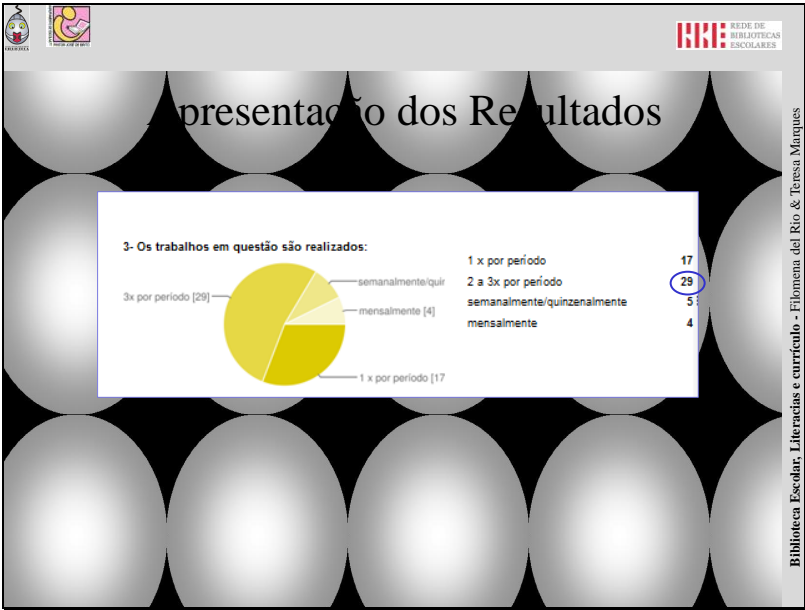 REDE DE
BIBLIOTECAS
ESCOLARES
Apresentação dos Resultados
3- Os trabalhos em questão são realizados:
3x por período [29]
semanalmente/quir
mensalmente [4]
1 x por período [17
1 x por período 17
2 a 3x por período 29
semanalmente/quinzenalmente 5
mensalmente 4
Biblioteca Escolar, Literacias e currículo - Filomena del Rio & Teresa Marques